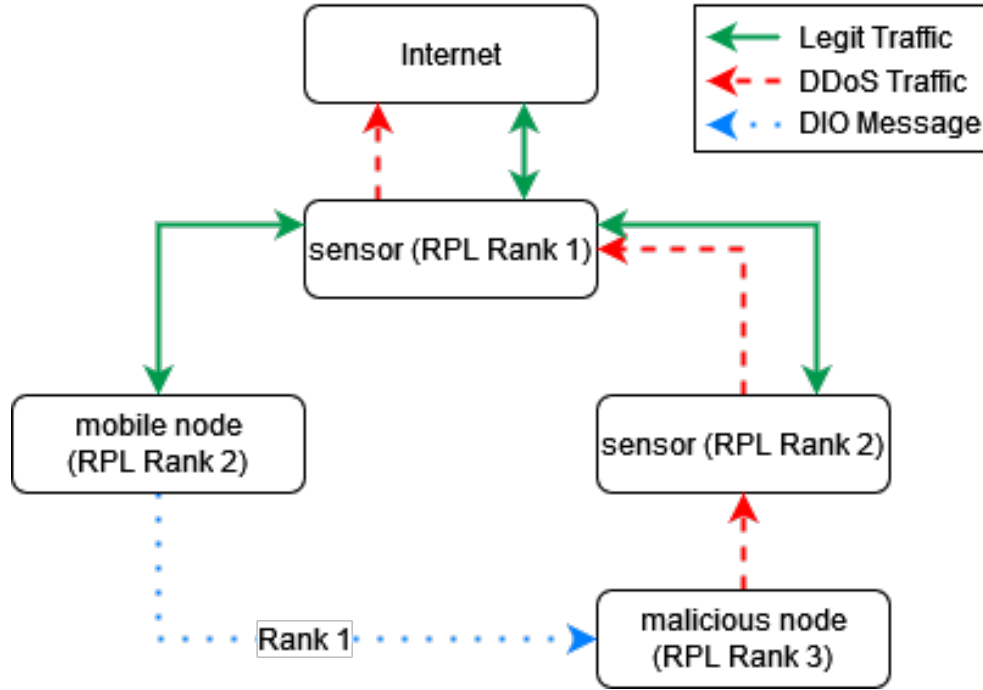 Internet
Legit Traffic
DDoS Traffic
DIO Message
sensor (RPL Rank 1)
mobile node
(RPL Rank 2)
sensor (RPL Rank 2)
Rank 1
malicious node
(RPL Rank 3)